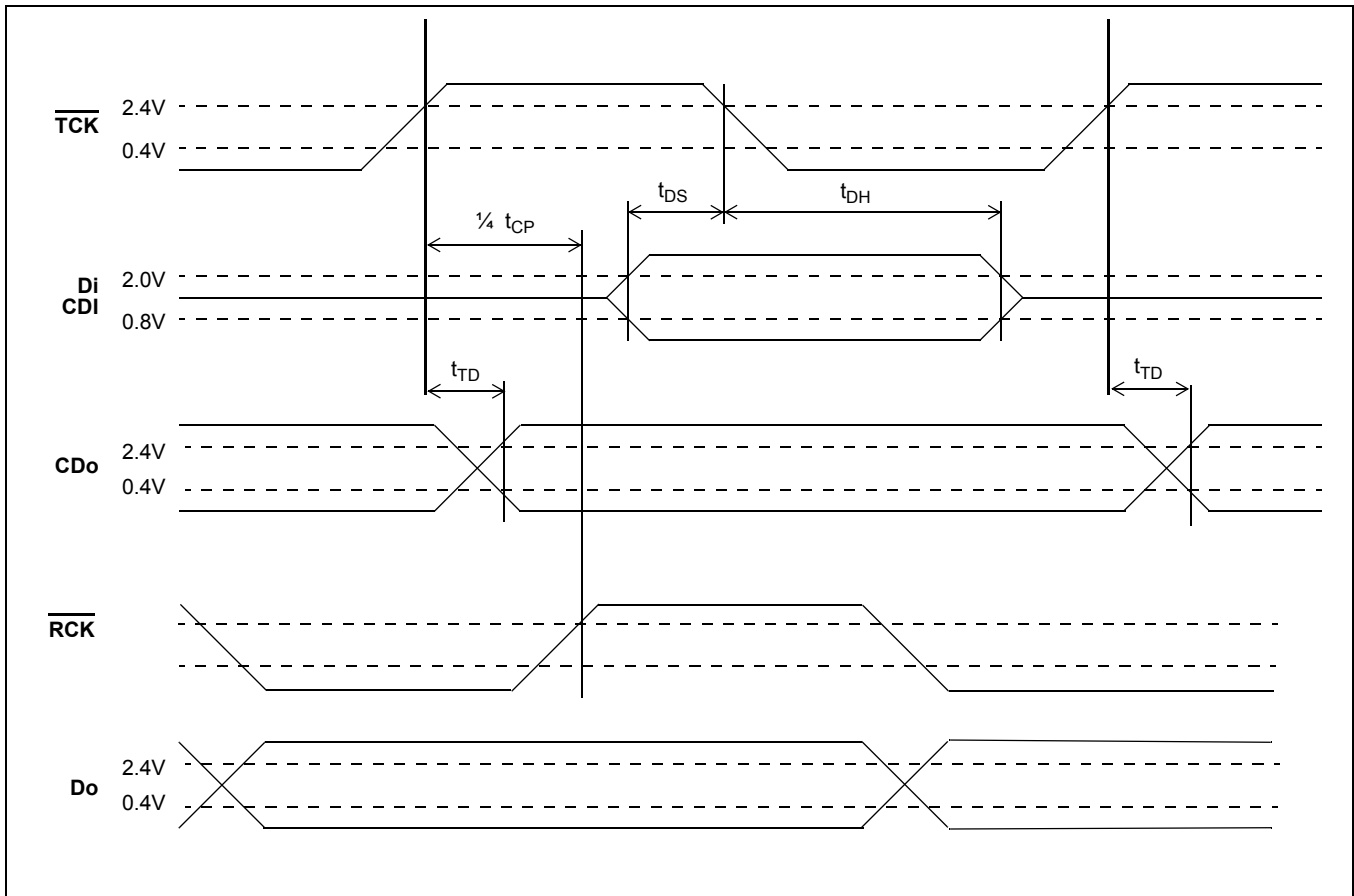 TCK
2.4V
0.4V
tDS
tDH
¼ tCP
Di
CDI
2.0V
0.8V
tTD
tTD
CDo
2.4V
0.4V
RCK
Do
2.4V
0.4V